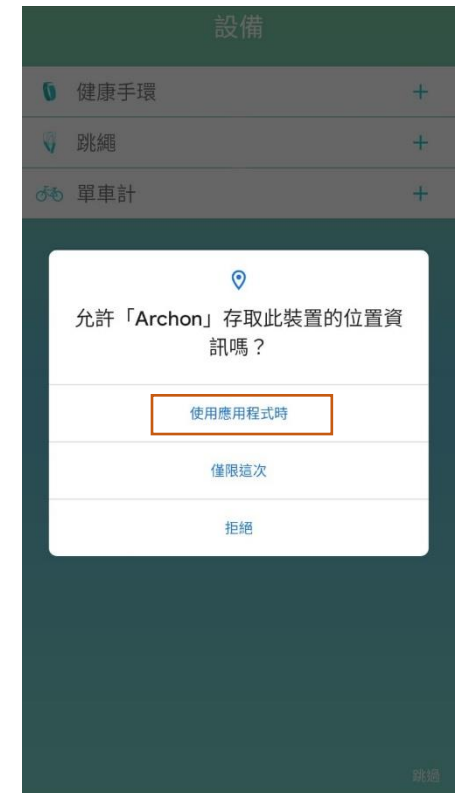 設備
健康手環
跳繩
單車計
允許「Archon」存取此裝置的位置資
訊嗎？
使用應用程式時
僅限這次
拒絕
跳過